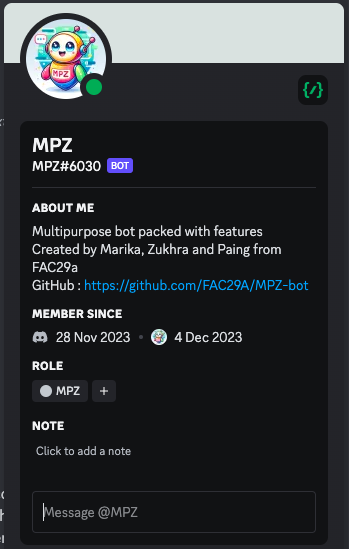 MPZ
MPZ
MPZ#6030 BOT
ABOUT ME
Multipurpose bot packed with features
Created by Marika, Zukhra and Paing from
FAC29a
GitHub : https://github.com/FAC29A/MPZ-bot
MEMBER SINCE
28 Nov 2023 • 4 Dec 2023
ROLE
MPZ +
NOTE
Click to add a note
Message @MPZ